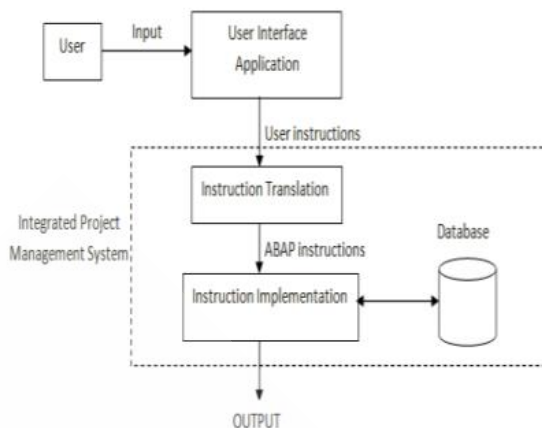 User
Input
User Interface
Application
User instructions
Instruction Translation
Integrated Project
Management System
ABAP instructions
Database
Instruction Implementation
OUTPUT